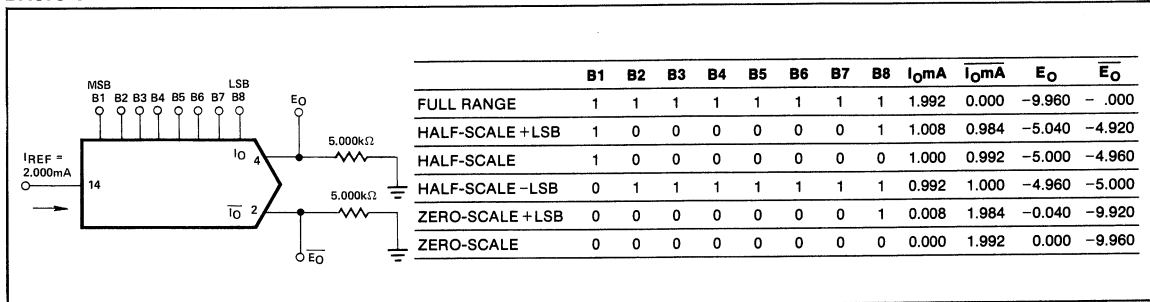 MSB LSB
B1 B2 B3 B4 B5 B6 B7 B8
EO
IREF =
2.000mA
14
IO 4
5.000kΩ
5.000kΩ
I̅O̅ 2
E̅O̅
B1 B2 B3 B4 B5 B6 B7 B8 IOmA I̅O̅m̅A̅ EO E̅O̅
FULL RANGE 1 1 1 1 1 1 1 1 1.992 0.000 −9.960 − .000
HALF-SCALE +LSB 1 0 0 0 0 0 0 1 1.008 0.984 −5.040 −4.920
HALF-SCALE 1 0 0 0 0 0 0 0 1.000 0.992 −5.000 −4.960
HALF-SCALE −LSB 0 1 1 1 1 1 1 1 0.992 1.000 −4.960 −5.000
ZERO-SCALE +LSB 0 0 0 0 0 0 0 1 0.008 1.984 −0.040 −9.920
ZERO-SCALE 0 0 0 0 0 0 0 0 0.000 1.992 0.000 −9.960